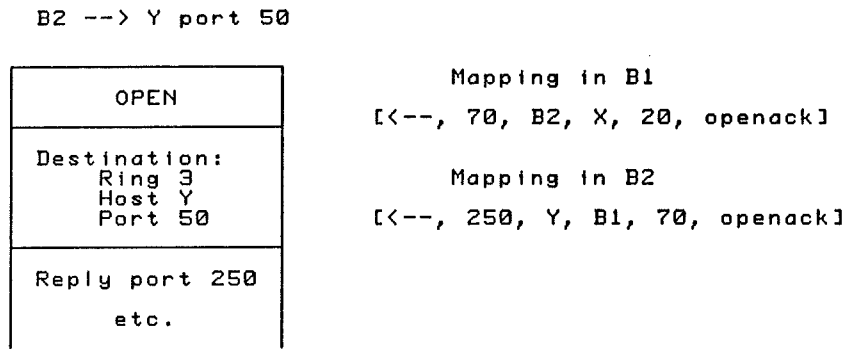 B2 --> Y port 50
OPEN
Destination:
Ring 3
Host Y
Port 50
Reply port 250
etc.
Mapping in B1
[<--, 70, B2, X, 20, openack]
Mapping in B2
[<--, 250, Y, B1, 70, openack]